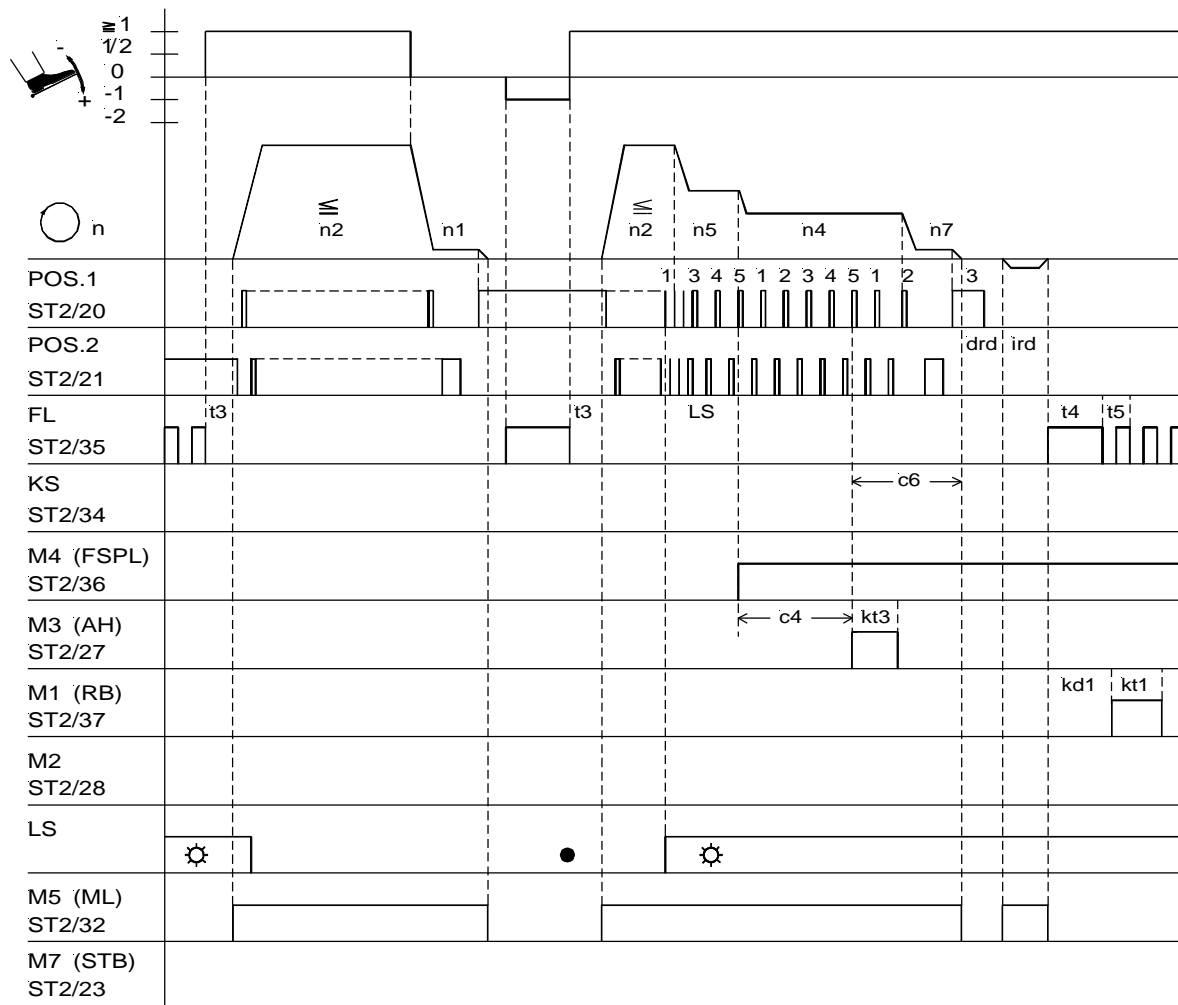 ≧1
1/2
-
0
-1
+
-2
≦
n2
n1
≦
n2
n5
n4
n7
n
POS.1
1 3 4 5 1 2 3 4 5 1 2 3
ST2/20
POS.2
drd ird
ST2/21
FL
t3
t3
LS
t4
t5
ST2/35
KS
c6
ST2/34
M4 (FSPL)
ST2/36
M3 (AH)
c4
kt3
ST2/27
M1 (RB)
kd1
kt1
ST2/37
M2
ST2/28
LS
M5 (ML)
ST2/32
M7 (STB)
ST2/23